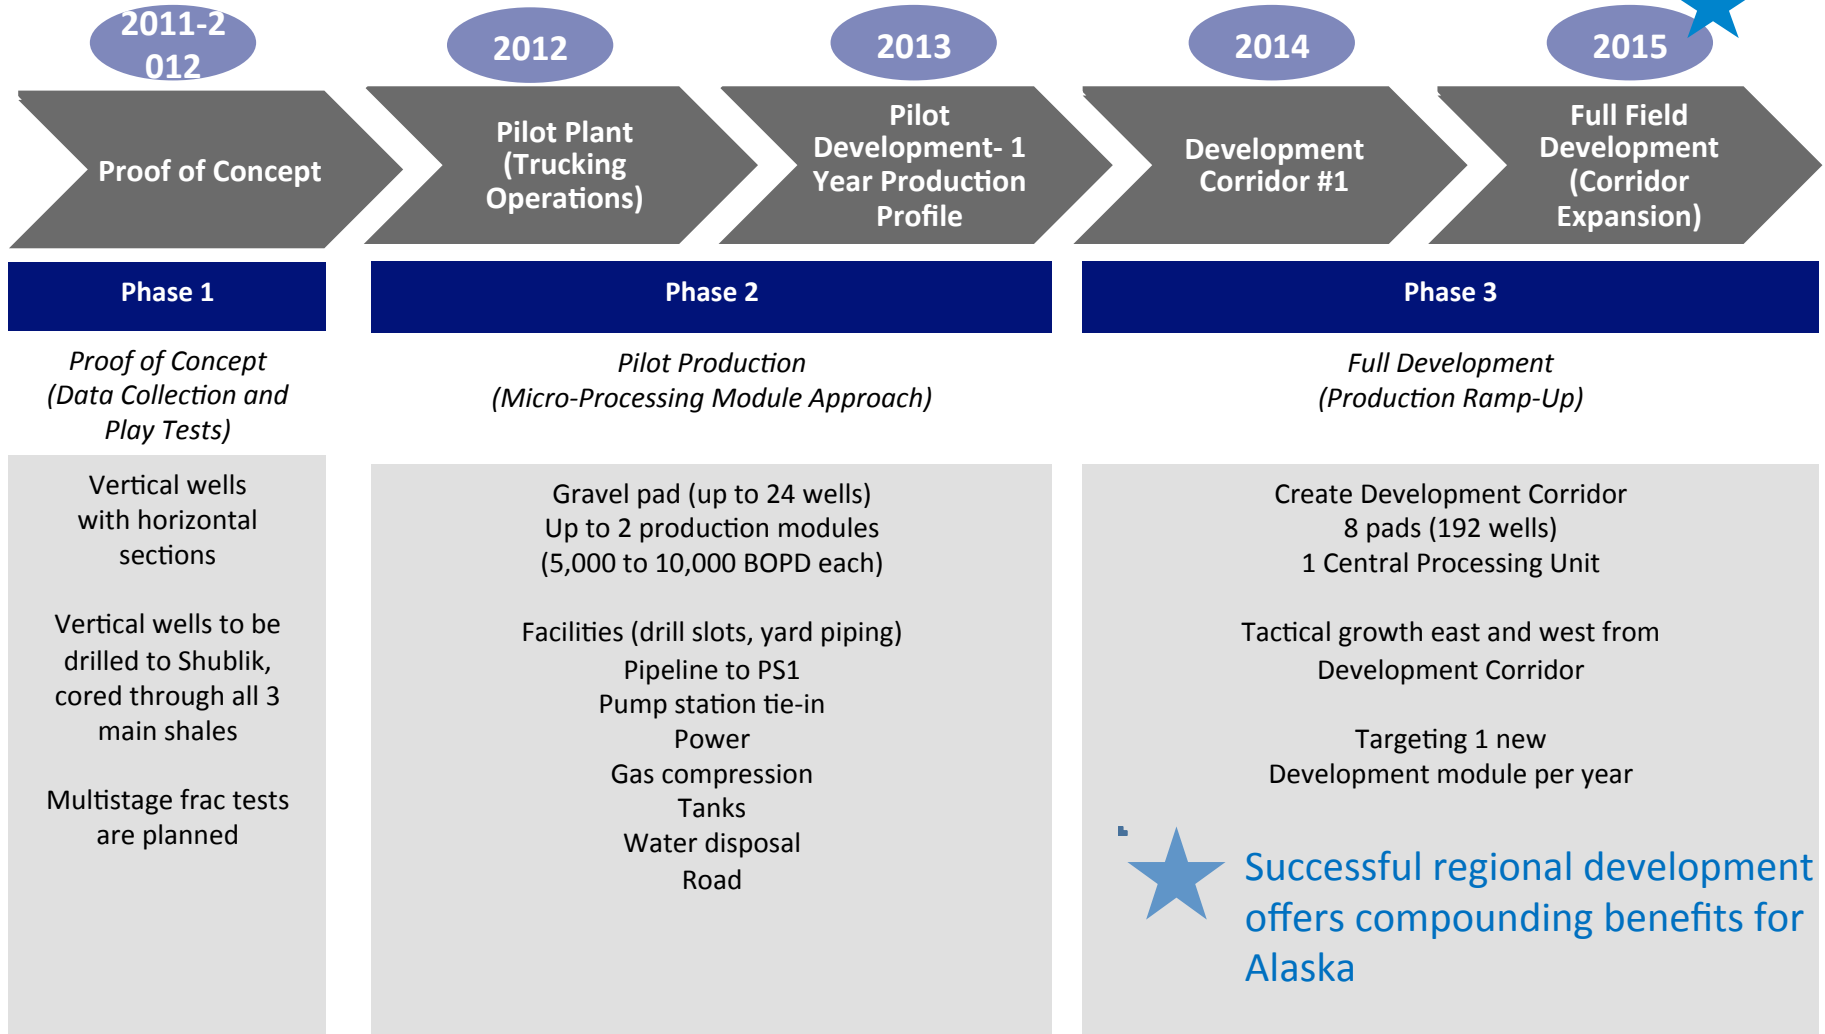 2011-2
012
2012
2013
2014
2015
Proof of Concept
Pilot Plant
(Trucking
Operations)
Pilot
Development- 1
Year Production
Profile
Development
Corridor #1
Full Field
Development
(Corridor
Expansion)
Phase 1
Phase 2
Phase 3
Proof of Concept
(Data Collection and
Play Tests)
Pilot Production
(Micro-Processing Module Approach)
Full Development
(Production Ramp-Up)
Vertical wells
with horizontal
sections
Vertical wells to be
drilled to Shublik,
cored through all 3
main shales
Multistage frac tests
are planned
Gravel pad (up to 24 wells)
Up to 2 production modules
(5,000 to 10,000 BOPD each)
Facilities (drill slots, yard piping)
Pipeline to PS1
Pump station tie-in
Power
Gas compression
Tanks
Water disposal
Road
Create Development Corridor
8 pads (192 wells)
1 Central Processing Unit
Tactical growth east and west from
Development Corridor
Targeting 1 new
Development module per year
Successful regional development
offers compounding benefits for
Alaska